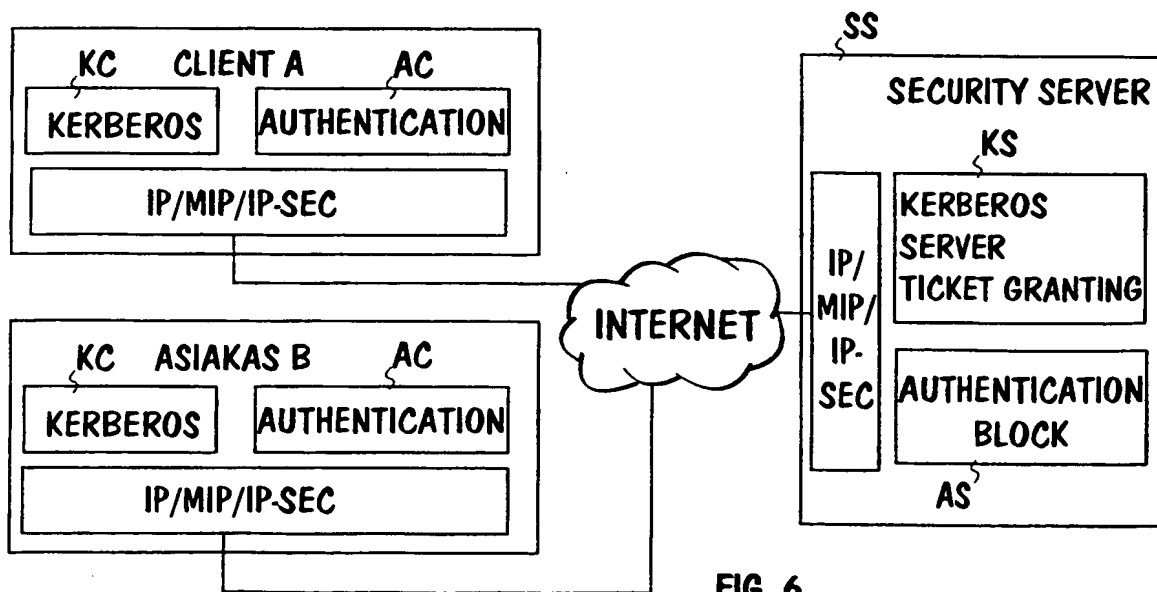 KC CLIENT A AC
KERBEROS
AUTHENTICATION
IP/MIP/IP-SEC
KC ASIAKAS B AC
KERBEROS
AUTHENTICATION
IP/MIP/IP-SEC
INTERNET
SS
SECURITY SERVER
KS
IP/
MIP/
IP-
SEC
KERBEROS
SERVER
TICKET GRANTING
AUTHENTICATION
BLOCK
AS
FIG. 6